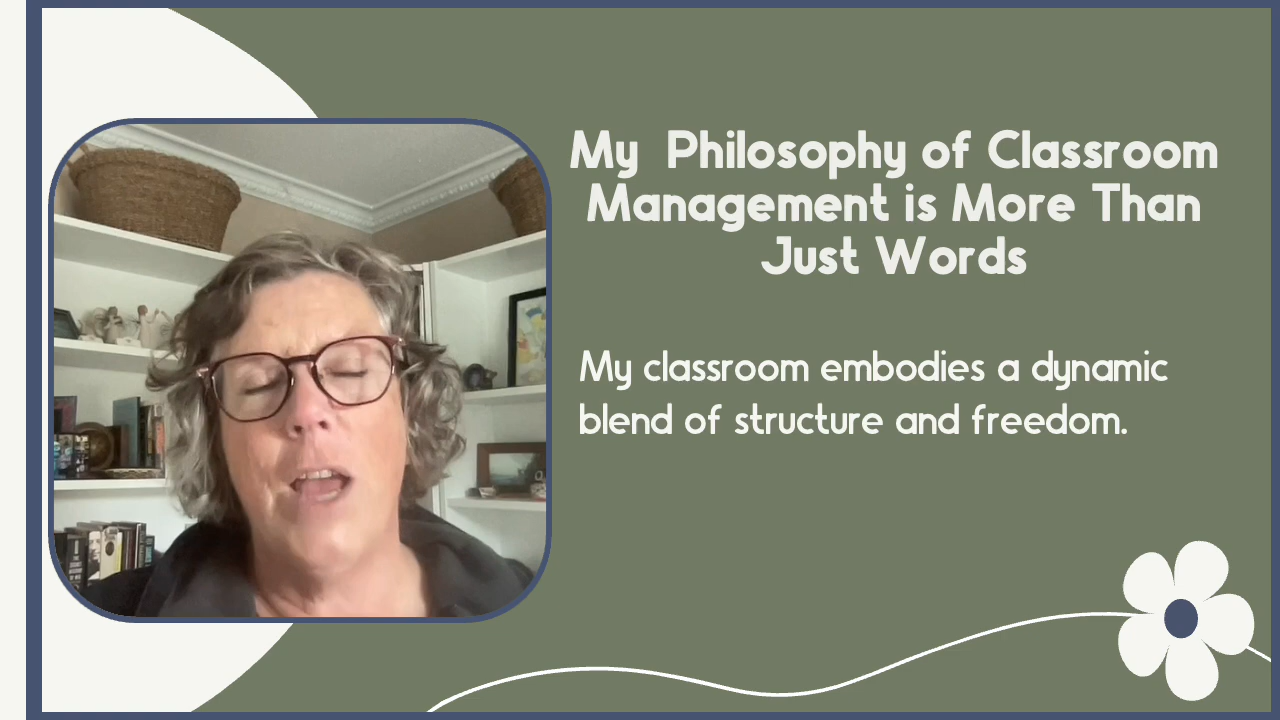 My  Philosophy of Classroom
Management is More Than
Just Words
My classroom embodies a dynamic
blend of structure and freedom.